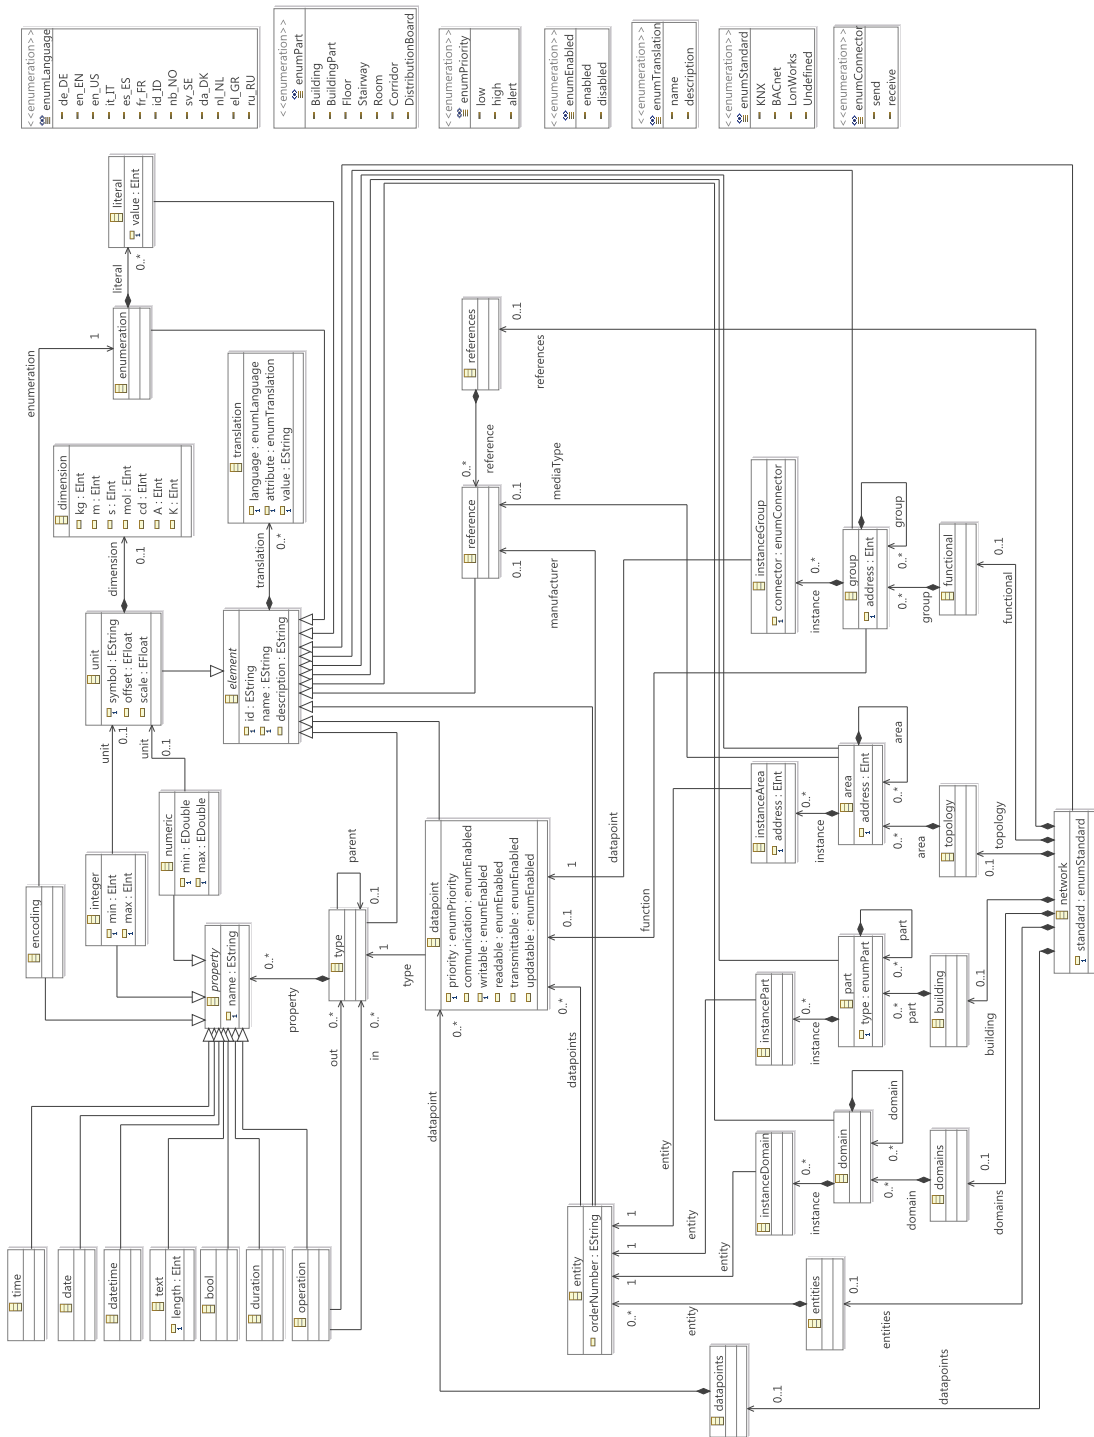 <<enumeration>>
enumLanguage
de_DE
en_EN
en_US
it_IT
es_ES
fr_FR
id_ID
nb_NO
sv_SE
da_DK
nl_NL
el_GR
ru_RU
<<enumeration>>
enumPart
Building
BuildingPart
Floor
Stairway
Room
Corridor
DistributionBoard
<<enumeration>>
enumPriority
low
high
alert
<<enumeration>>
enumEnabled
enabled
disabled
<<enumeration>>
enumTranslation
name
description
<<enumeration>>
enumStandard
KNX
BACnet
LonWorks
Undefined
<<enumeration>>
enumConnector
send
receive
literal
value : EInt
literal
0..*
enumeration
enumeration
1
dimension
kg : EInt
m : EInt
s : EInt
mol : EInt
cd : EInt
A : EInt
K : EInt
dimension
0..1
unit
symbol : EString
offset : EFloat
scale : EFloat
unit
0..1
unit
0..1
translation
language : enumLanguage
attribute : enumTranslation
value : EString
translation
0..*
element
id : EString
name : EString
description : EString
references
0..1
references
0..*
reference
reference
0..1
mediaType
0..1
manufacturer
encoding
integer
min : EInt
max : EInt
numeric
min : EDouble
max : EDouble
property
name : EString
0..*
property
type
parent
0..1
1
type
0..*
out
0..*
in
time
date
datetime
text
length : EInt
bool
duration
operation
datapoint
priority : enumPriority
communication : enumEnabled
writable : enumEnabled
readable : enumEnabled
transmittable : enumEnabled
updatable : enumEnabled
0..*
datapoint
0..*
datapoints
1
datapoint
0..1
function
entity
orderNumber : EString
1
entity
1
entity
1
entity
0..*
entity
instanceGroup
connector : enumConnector
0..*
instance
group
address : EInt
group
0..*
0..*
group
functional
0..1
functional
instanceArea
address : EInt
0..*
instance
area
address : EInt
area
0..*
0..*
area
topology
0..1
topology
instancePart
0..*
instance
part
type : enumPart
part
0..*
0..*
part
building
0..1
building
instanceDomain
0..*
instance
domain
domain
0..*
0..*
domain
domains
0..1
domains
entities
0..1
entities
datapoints
0..1
datapoints
network
standard : enumStandard